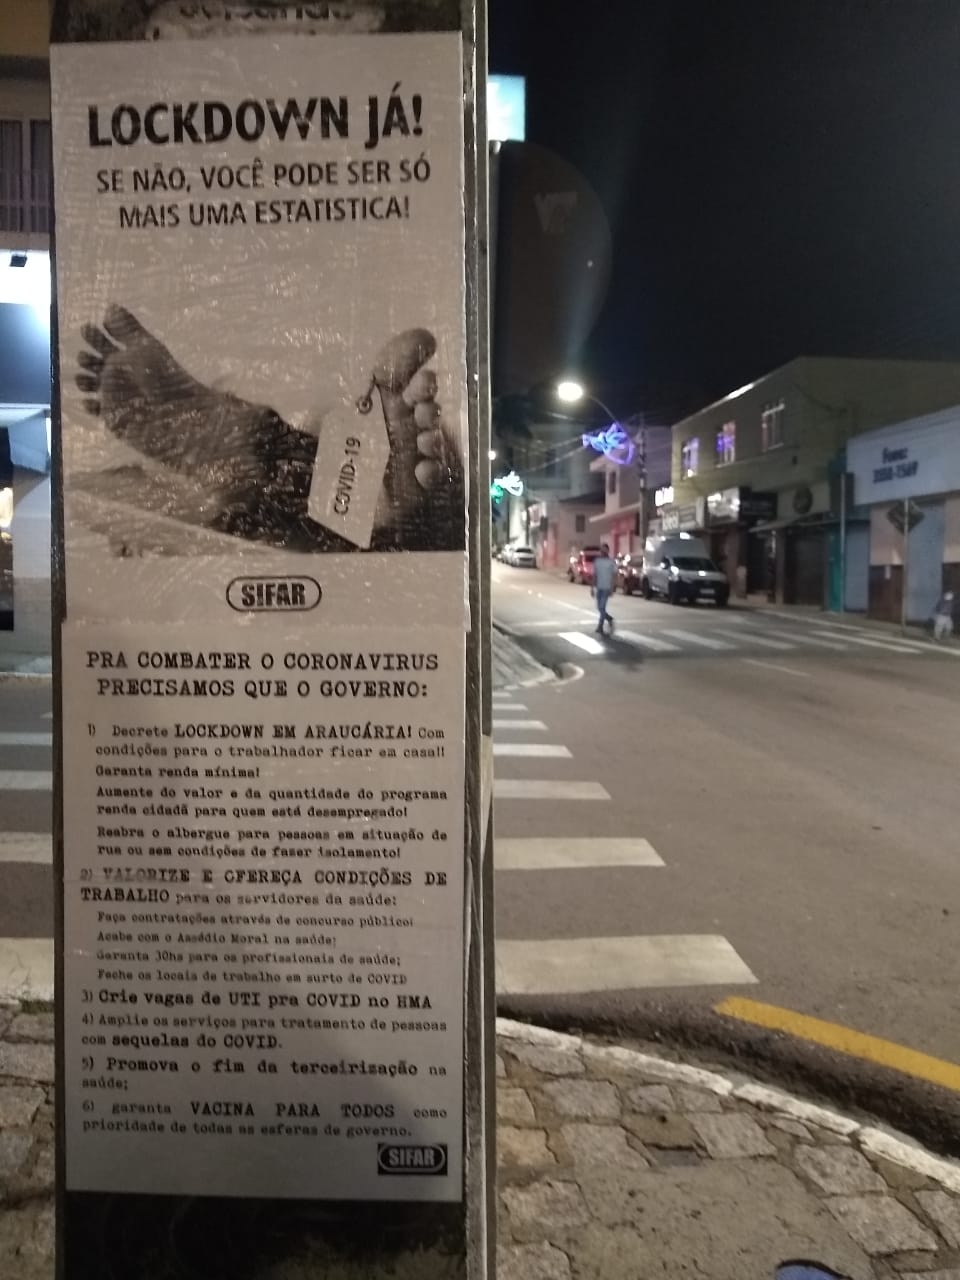 LOCKDOWN JÁ!
SE NÃO, VOCÊ PODE SER SÓ
MAIS UMA ESTATISTICA!
COVID-19
SIFAR
PRA COMBATER O CORONAVIRUS
PRECISAMOS QUE O GOVERNO:
1) Decrete LOCKDOWN EM ARAUCÁRIA! Com
condições para o trabalhador ficar em casa!!
Garanta renda mínima!
Aumente do valor e da quantidade do programa
renda cidadã para quem está desempregado!
Reabra o albergue para pessoas em situação de
rua ou sem condições de fazer isolamento!
2) VALORIZE E OFEREÇA CONDIÇÕES DE
TRABALHO para os servidores da saúde:
Faça contratações através de concurso público;
Acabe com o Assédio Moral na saúde;
Garanta 30hs para os profissionais de saúde;
Feche os locais de trabalho em surto de COVID
3) Crie vagas de UTI pra COVID no HMA
4) Amplie os serviços para tratamento de pessoas
com sequelas do COVID.
5) Promova o fim da terceirização na
saúde;
6) garanta VACINA PARA TODOS como
prioridade de todas as esferas de governo.
SIFAR